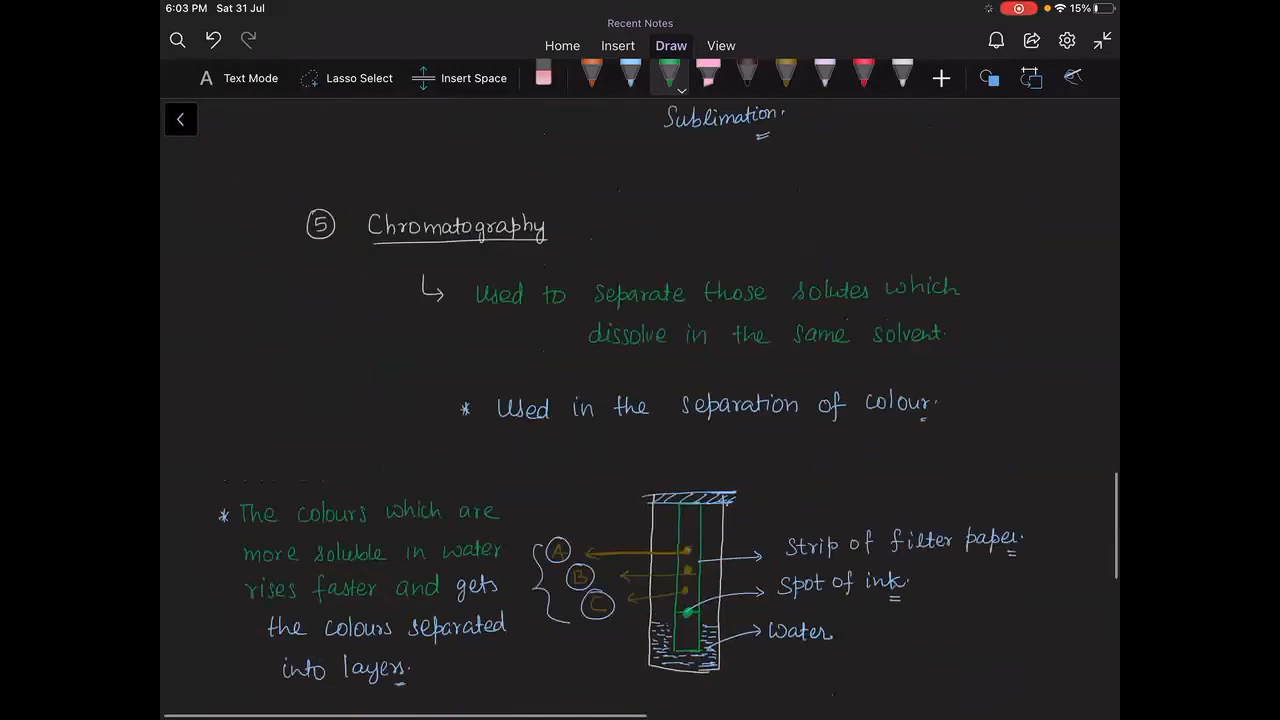 6:03 PM Sat 31 Jul
15%
Recent Notes
Home Insert Draw View
A Text Mode Lasso Select Insert Space
Sublimation.
5 Chromatography
Used to separate those solutes which
dissolve in the same solvent.
* Used in the separation of colour.
* The colours which are
more soluble in water
rises faster and gets
the colours separated
into layers.
A
B
C
Strip of filter paper.
Spot of ink.
Water